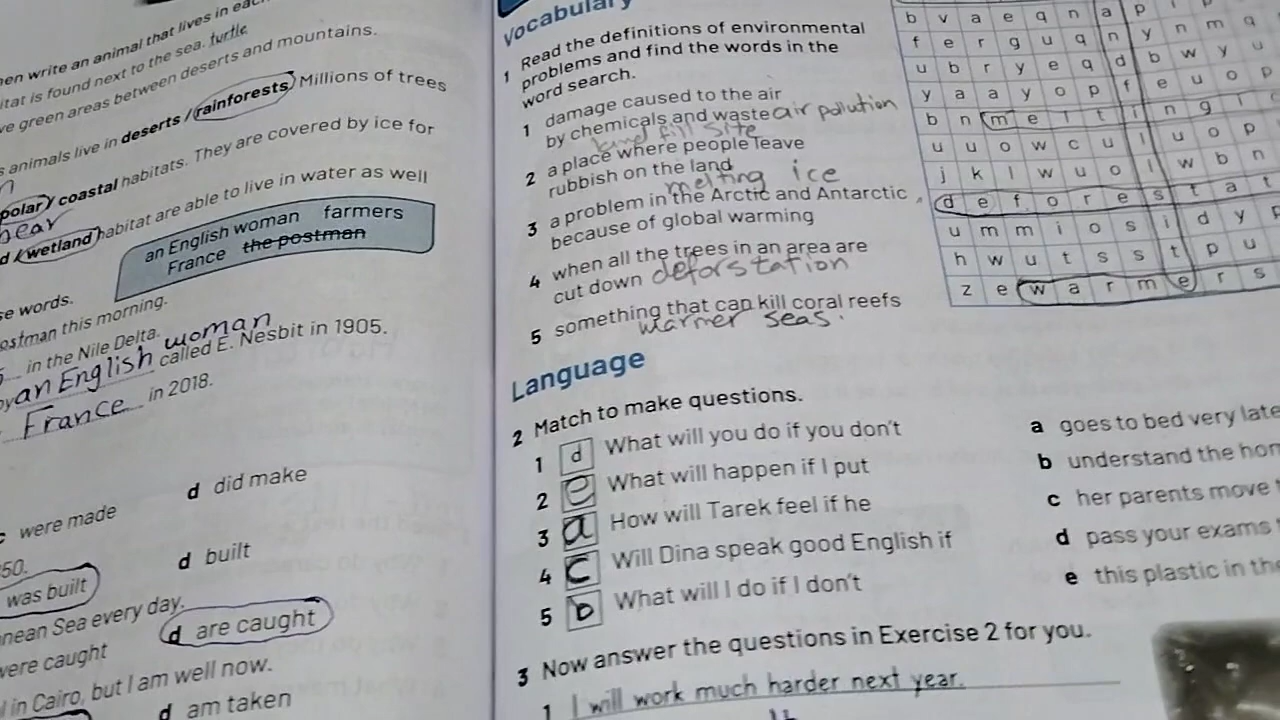 write an animal that lives in
is found next to the sea. turtle
green areas between deserts and mountains.
animals live in deserts / rainforests. Millions of trees
polar / coastal habitats. They are covered by ice for
bear
wetland habitat are able to live in water as well
an English woman farmers
France the postman
words.
this morning.
in the Nile Delta.
an English woman called E. Nesbit in 1905.
France in 2018.
c were made d did make
was built d built
Sea every day.
were caught d are caught
in Cairo, but I am well now.
d am taken
Vocabulary
1 Read the definitions of environmental
problems and find the words in the
word search.
1 damage caused to the air
by chemicals and waste air pollution
land fill site
2 a place where people leave
rubbish on the land
melting ice
3 a problem in the Arctic and Antarctic
because of global warming
4 when all the trees in an area are
cut down deforstation
5 something that can kill coral reefs
warmer seas.
b v a e q n a p
f e r g u q n y n m q
u b r y e q d b w y u
y a a y o p f e u o p
b n m e l t i n g i
u u o w c u l u o p
j k l w u o l w b n
d e f o r e s t a t
u m m i o s i d y p
h w u t s s t p u
z e w a r m e r s
Language
2 Match to make questions.
1 d What will you do if you don't
2 e What will happen if I put
3 a How will Tarek feel if he
4 c Will Dina speak good English if
5 b What will I do if I don't
a goes to bed very late
b understand the
c her parents move
d pass your exams
e this plastic in the
3 Now answer the questions in Exercise 2 for you.
1 I will work much harder next year.